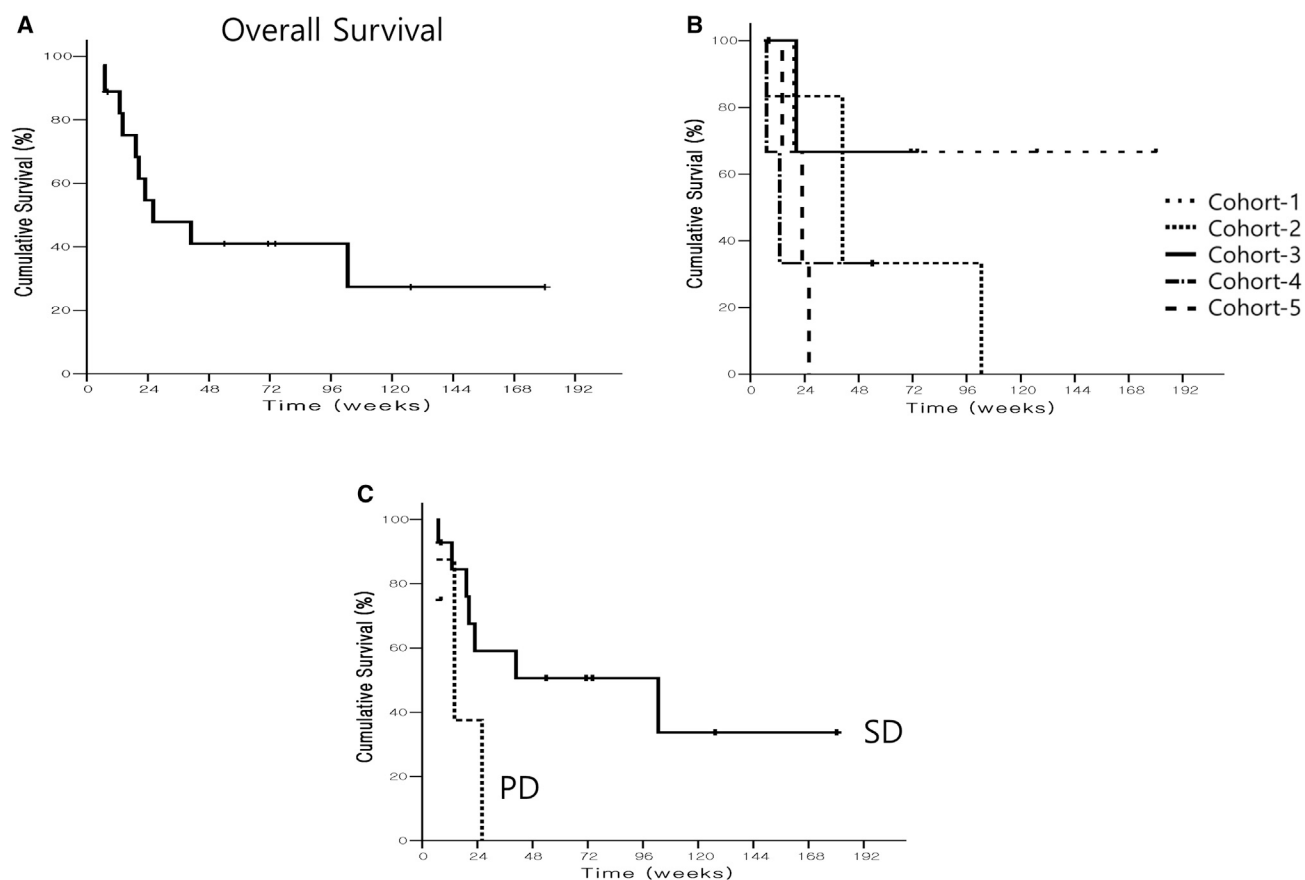 A
Overall Survival
100
80
60
40
20
0
Cumulative Survival (%)
0 24 48 72 96 120 144 168 192
Time (weeks)
B
100
80
60
40
20
0
Cumulative Survial (%)
0 24 48 72 96 120 144 168 192
Time (weeks)
Cohort-1
Cohort-2
Cohort-3
Cohort-4
Cohort-5
C
100
80
60
40
20
0
Cumulative Survival (%)
SD
PD
0 24 48 72 96 120 144 168 192
Time (weeks)